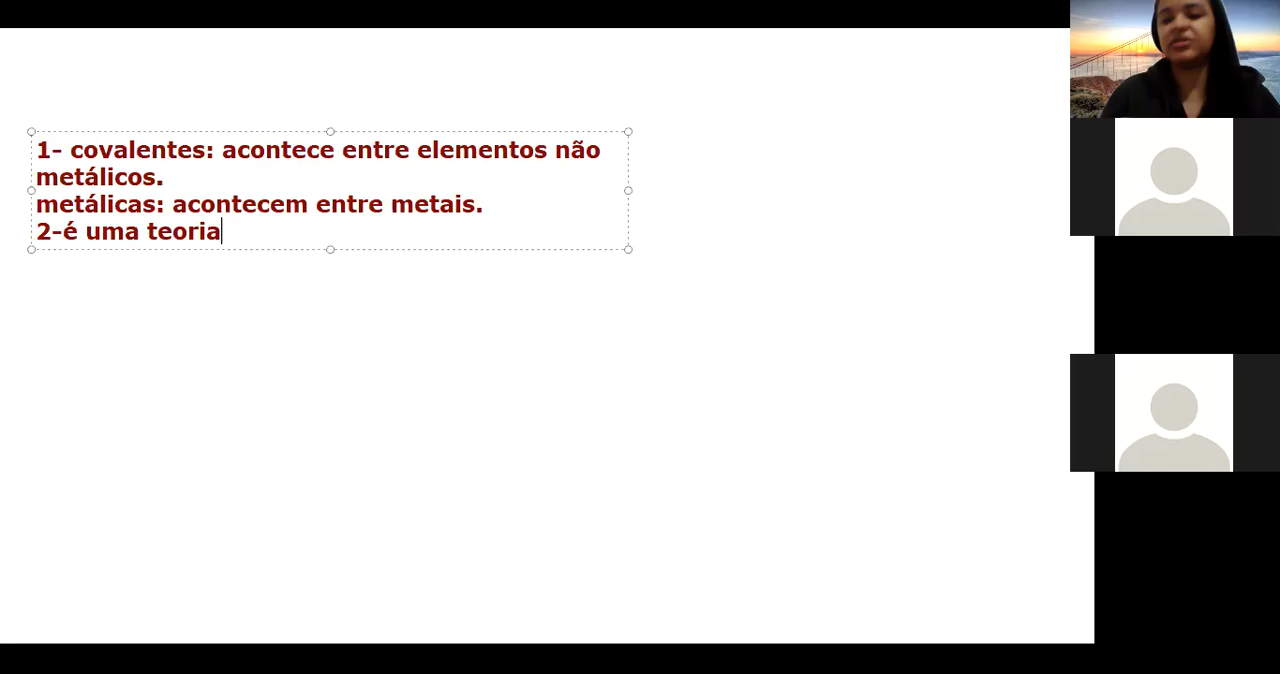 1- covalentes: acontece entre elementos não
metálicos.
metálicas: acontecem entre metais.
2-é uma teoria